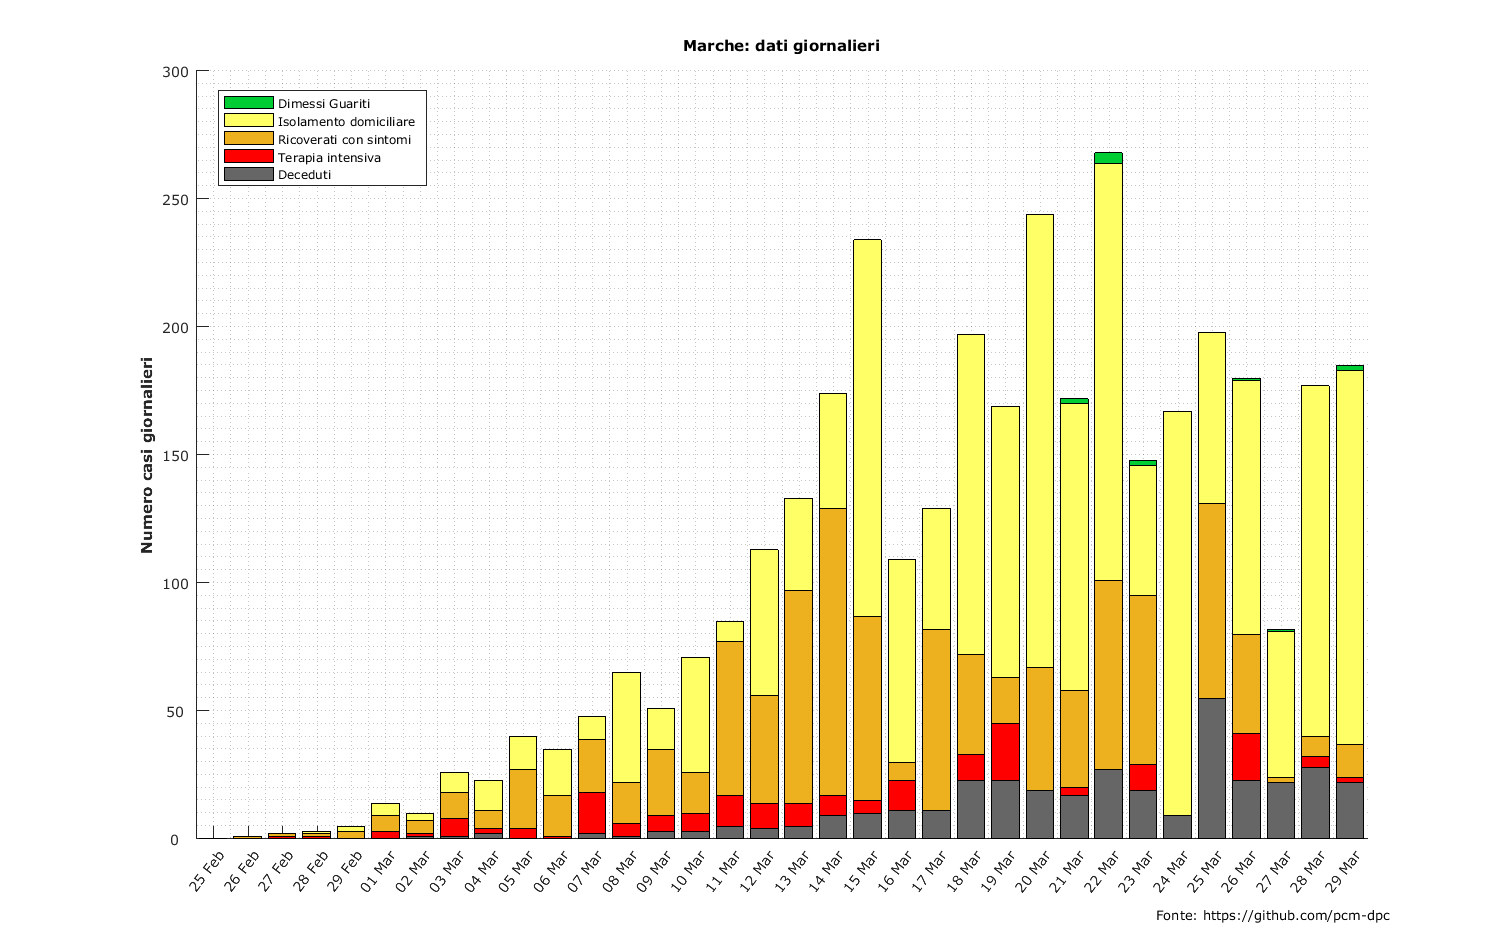 Marche: dati giornalieri
Numero casi giornalieri
300
250
200
150
100
50
0
Dimessi Guariti
Isolamento domiciliare
Ricoverati con sintomi
Terapia intensiva
Deceduti
25 Feb
26 Feb
27 Feb
28 Feb
29 Feb
01 Mar
02 Mar
03 Mar
04 Mar
05 Mar
06 Mar
07 Mar
08 Mar
09 Mar
10 Mar
11 Mar
12 Mar
13 Mar
14 Mar
15 Mar
16 Mar
17 Mar
18 Mar
19 Mar
20 Mar
21 Mar
22 Mar
23 Mar
24 Mar
25 Mar
26 Mar
27 Mar
28 Mar
29 Mar
Fonte: https://github.com/pcm-dpc